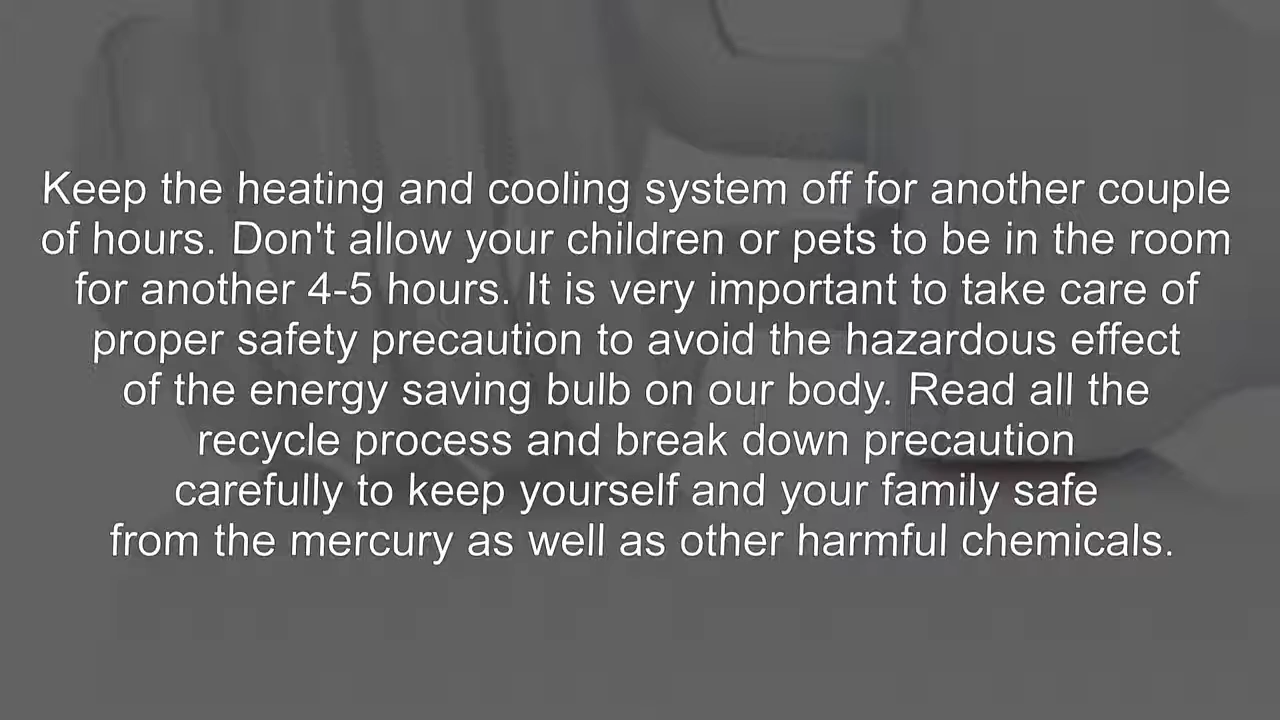 Keep the heating and cooling system off for another couple
of hours. Don't allow your children or pets to be in the room
for another 4-5 hours. It is very important to take care of
proper safety precaution to avoid the hazardous effect
of the energy saving bulb on our body. Read all the
recycle process and break down precaution
carefully to keep yourself and your family safe
from the mercury as well as other harmful chemicals.